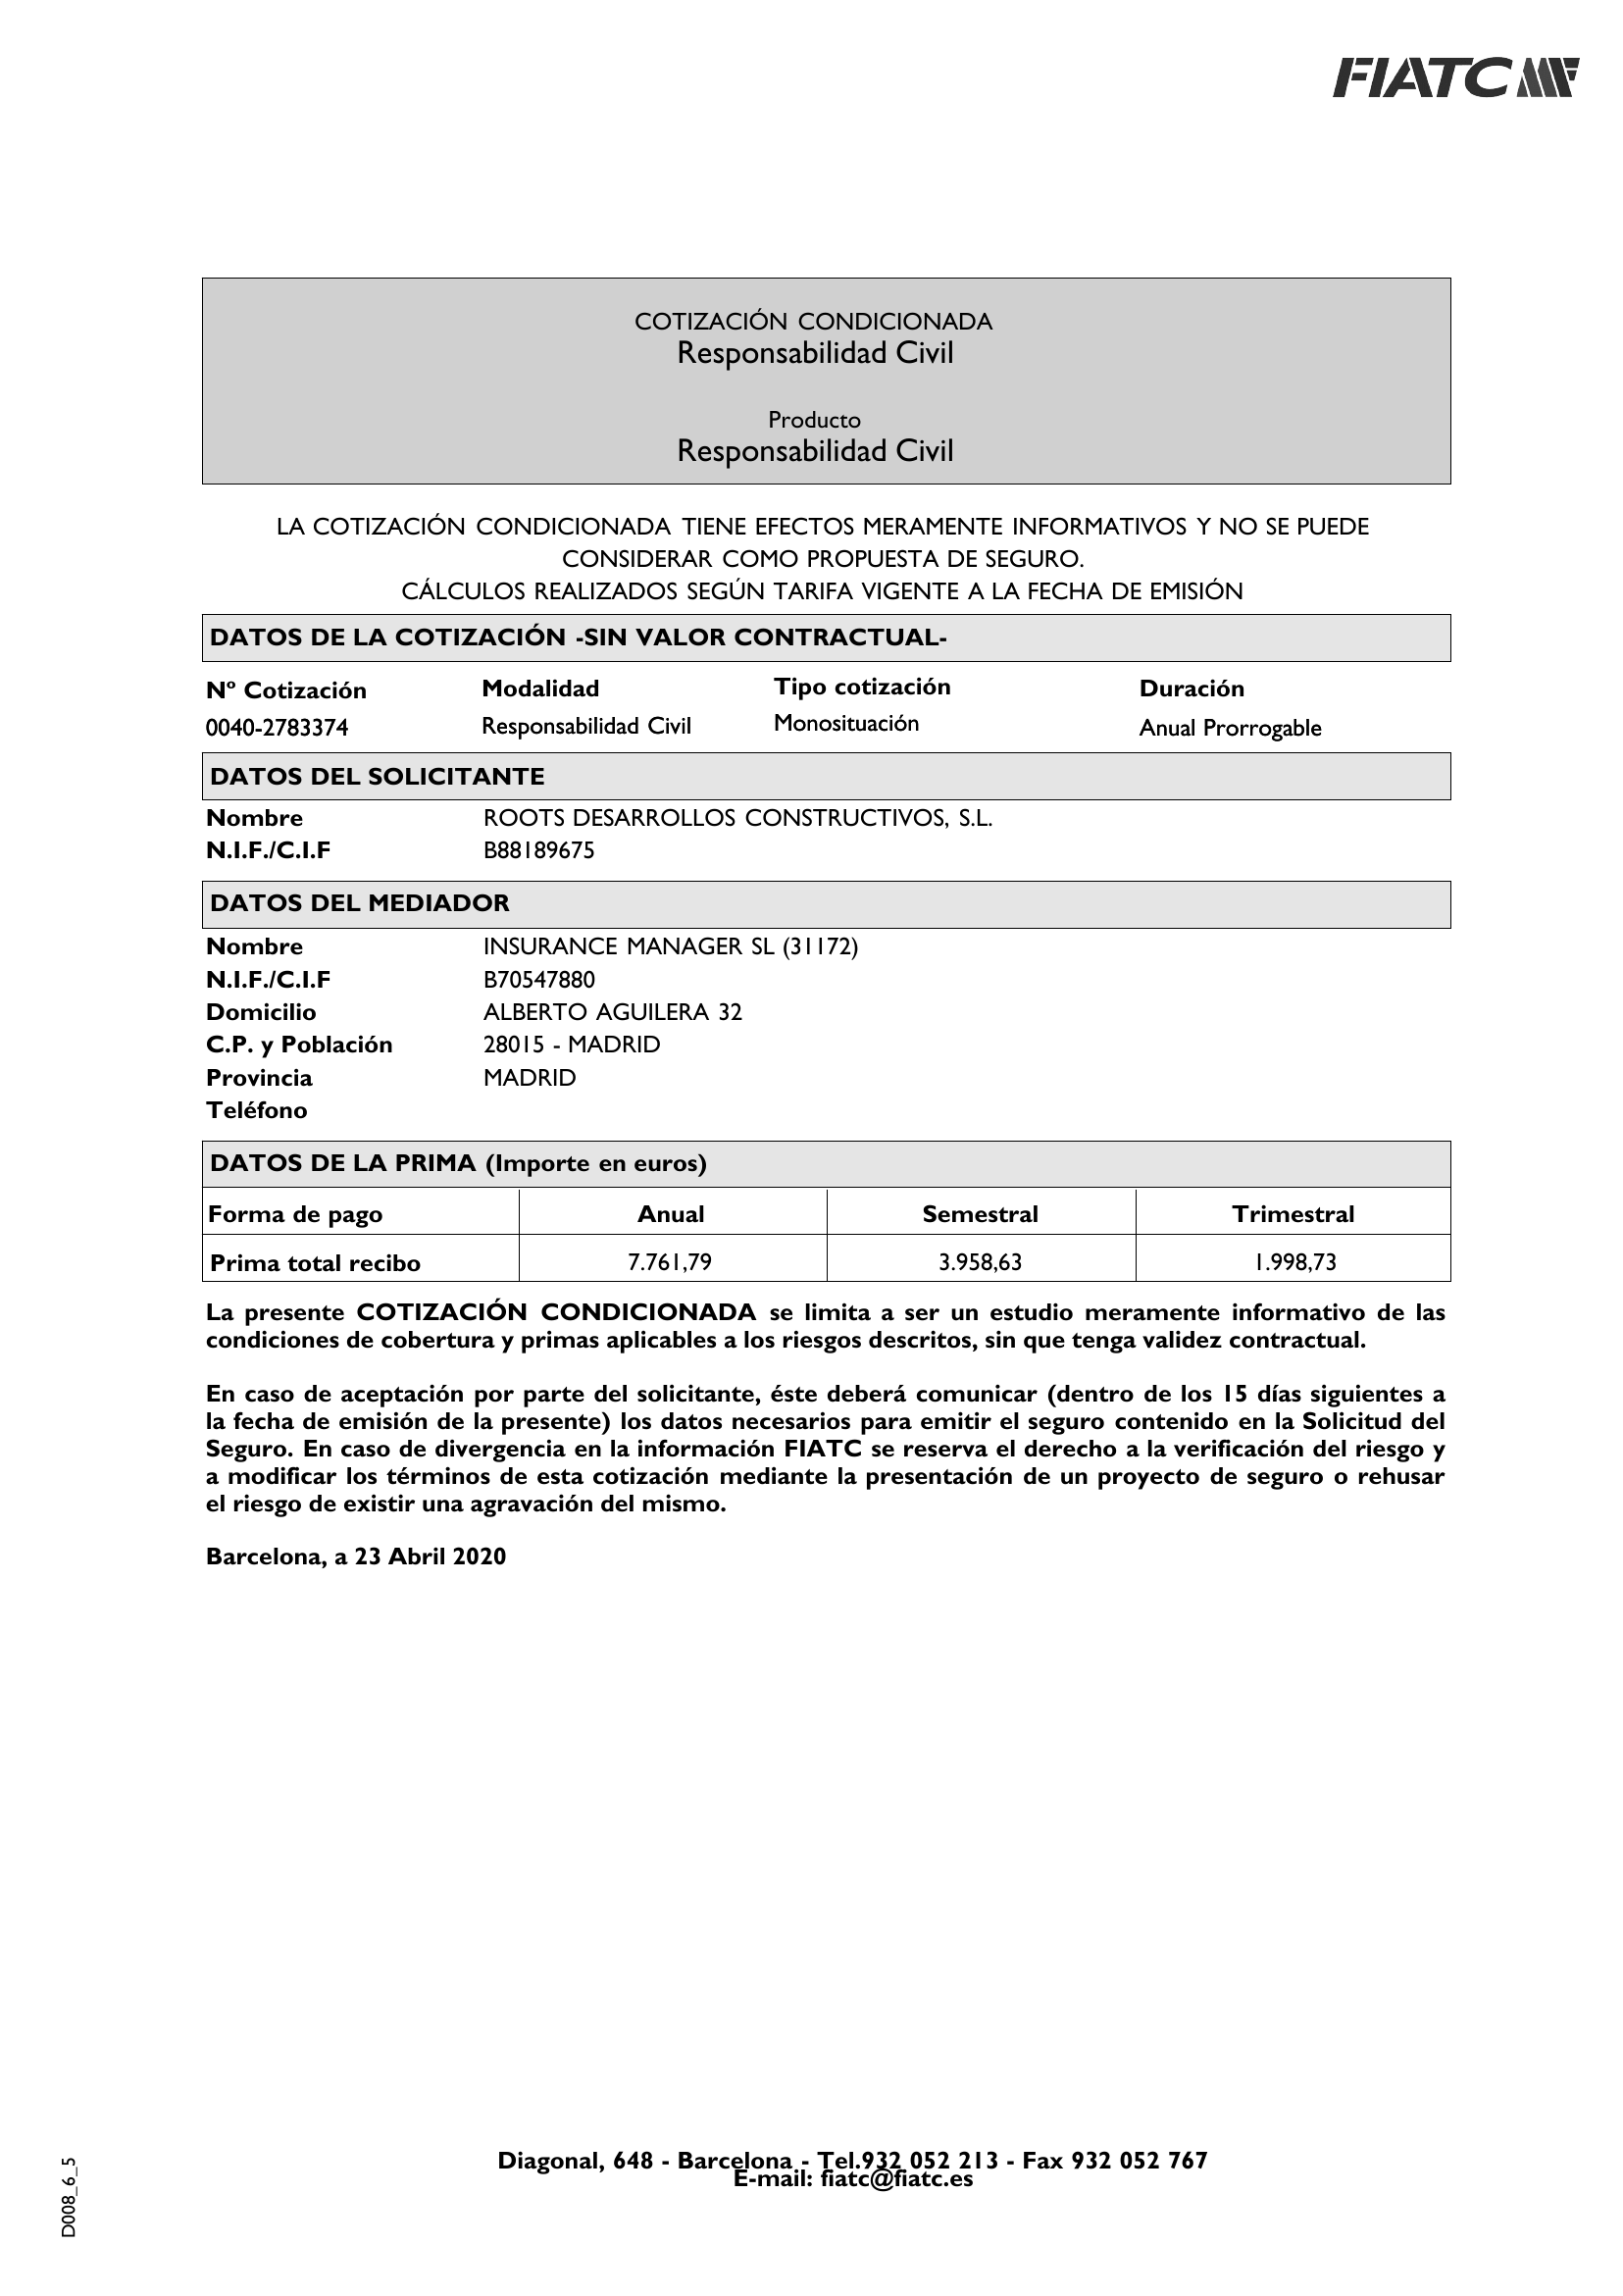 FIATC
COTIZACIÓN CONDICIONADA
Responsabilidad Civil
Producto
Responsabilidad Civil
LA COTIZACIÓN CONDICIONADA TIENE EFECTOS MERAMENTE INFORMATIVOS Y NO SE PUEDE
CONSIDERAR COMO PROPUESTA DE SEGURO.
CÁLCULOS REALIZADOS SEGÚN TARIFA VIGENTE A LA FECHA DE EMISIÓN
DATOS DE LA COTIZACIÓN -SIN VALOR CONTRACTUAL-
Nº Cotización Modalidad Tipo cotización Duración
0040-2783374 Responsabilidad Civil Monosituación Anual Prorrogable
DATOS DEL SOLICITANTE
Nombre ROOTS DESARROLLOS CONSTRUCTIVOS, S.L.
N.I.F./C.I.F B88189675
DATOS DEL MEDIADOR
Nombre INSURANCE MANAGER SL (31172)
N.I.F./C.I.F B70547880
Domicilio ALBERTO AGUILERA 32
C.P. y Población 28015 - MADRID
Provincia MADRID
Teléfono
DATOS DE LA PRIMA (Importe en euros)
Forma de pago Anual Semestral Trimestral
Prima total recibo 7.761,79 3.958,63 1.998,73
La presente COTIZACIÓN CONDICIONADA se limita a ser un estudio meramente informativo de las
condiciones de cobertura y primas aplicables a los riesgos descritos, sin que tenga validez contractual.
En caso de aceptación por parte del solicitante, éste deberá comunicar (dentro de los 15 días siguientes a
la fecha de emisión de la presente) los datos necesarios para emitir el seguro contenido en la Solicitud del
Seguro. En caso de divergencia en la información FIATC se reserva el derecho a la verificación del riesgo y
a modificar los términos de esta cotización mediante la presentación de un proyecto de seguro o rehusar
el riesgo de existir una agravación del mismo.
Barcelona, a 23 Abril 2020
Diagonal, 648 - Barcelona - Tel.932 052 213 - Fax 932 052 767
E-mail: fiatc@fiatc.es
D008_6_5